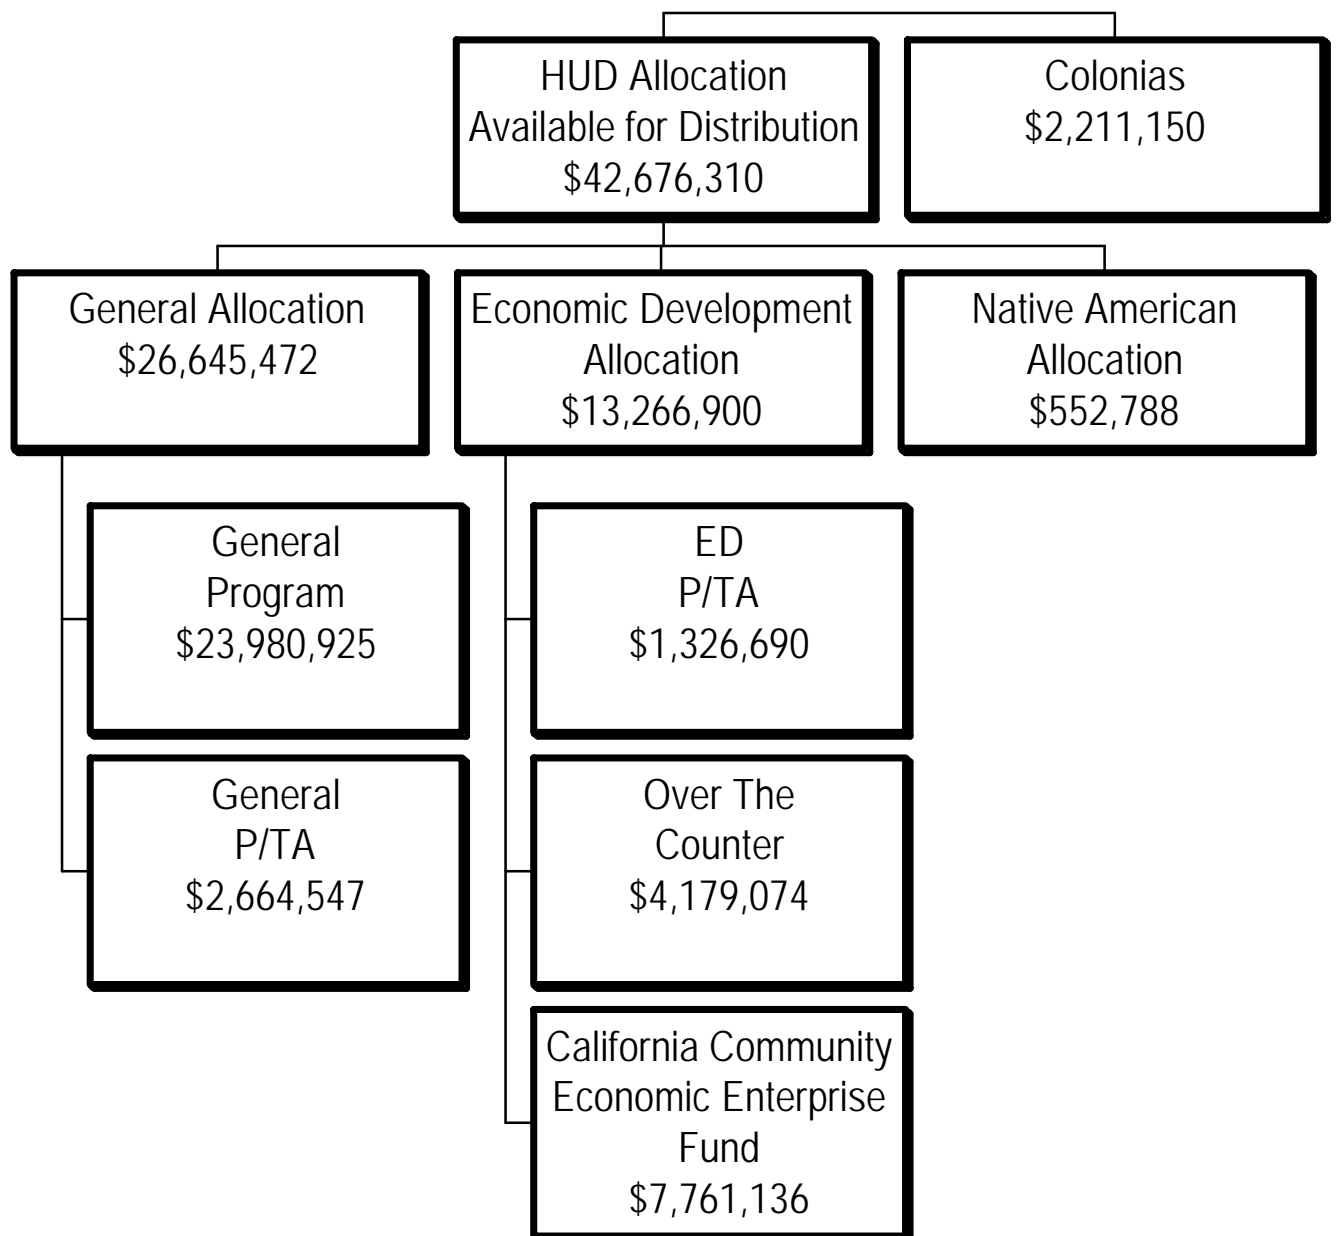 HUD Allocation
Available for Distribution
$42,676,310
Colonias
$2,211,150
General Allocation
$26,645,472
Economic Development
Allocation
$13,266,900
Native American
Allocation
$552,788
General
Program
$23,980,925
ED
P/TA
$1,326,690
General
P/TA
$2,664,547
Over The
Counter
$4,179,074
California Community
Economic Enterprise
Fund
$7,761,136